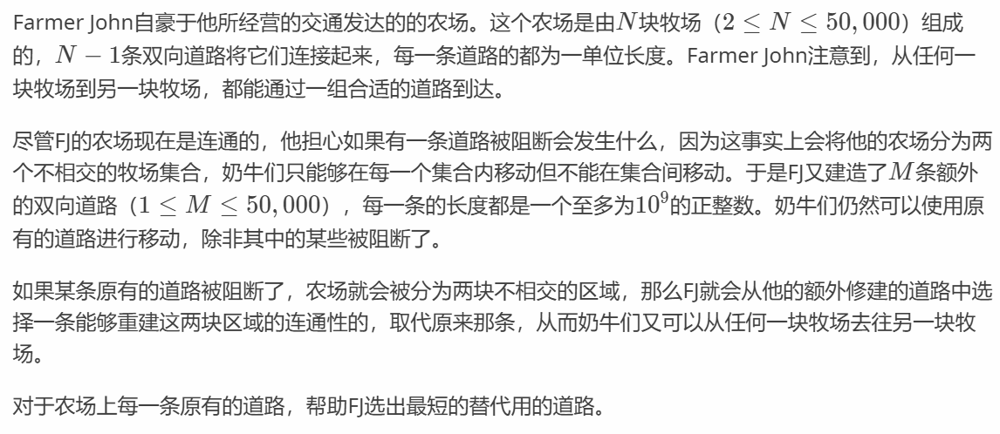 Farmer John自豪于他所经营的交通发达的的农场。这个农场是由N块牧场（2 ≤ N ≤ 50,000）组成
的，N − 1条双向道路将它们连接起来，每一条道路的都为一单位长度。Farmer John注意到，从任何一
块牧场到另一块牧场，都能通过一组合适的道路到达。
尽管FJ的农场现在是连通的，他担心如果有一条道路被阻断会发生什么，因为这事实上会将他的农场分为两
个不相交的牧场集合，奶牛们只能够在每一个集合内移动但不能在集合间移动。于是FJ又建造了M条额外
的双向道路（1 ≤ M ≤ 50,000），每一条的长度都是一个至多为10⁹的正整数。奶牛们仍然可以使用原
有的道路进行移动，除非其中的某些被阻断了。
如果某条原有的道路被阻断了，农场就会被分为两块不相交的区域，那么FJ就会从他的额外修建的道路中选
择一条能够重建这两块区域的连通性的，取代原来那条，从而奶牛们又可以从任何一块牧场去往另一块牧
场。
对于农场上每一条原有的道路，帮助FJ选出最短的替代用的道路。